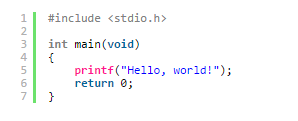 1 #include <stdio.h>
2
3 int main(void)
4 {
5     printf("Hello, world!");
6     return 0;
7 }